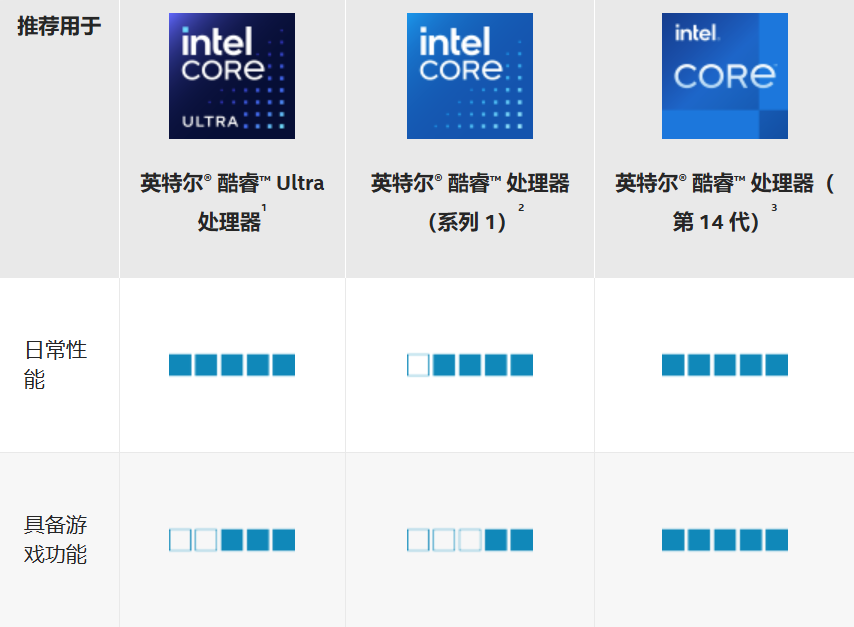 推荐用于
intel
CORE
ULTRA
英特尔® 酷睿™ Ultra
处理器1
intel
CORE
英特尔® 酷睿™ 处理器
(系列 1) 2
intel.
CORE™
英特尔® 酷睿™ 处理器(
第 14 代) 3
日常性
能
具备游
戏功能